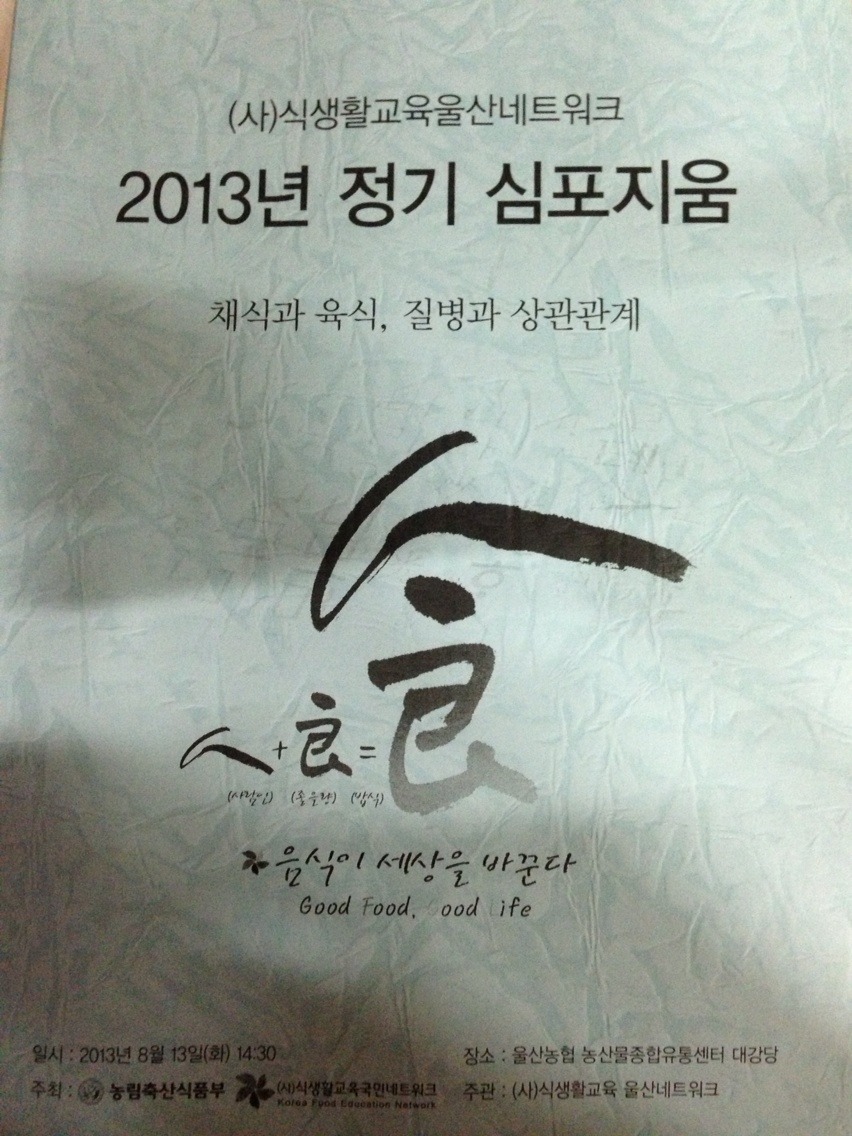 (사)식생활교육울산네트워크
2013년 정기 심포지움
채식과 육식, 질병과 상관관계
食
人+良=
(사람인) (좋을량) (밥식)
음식이 세상을 바꾼다
Good Food, Good Life
일시 : 2013년 8월 13일(화) 14:30
장소 : 울산농협 농산물종합유통센터 대강당
주최 : 농림축산식품부 (사)식생활교육국민네트워크
Korea Food Education Network
주관 : (사)식생활교육 울산네트워크